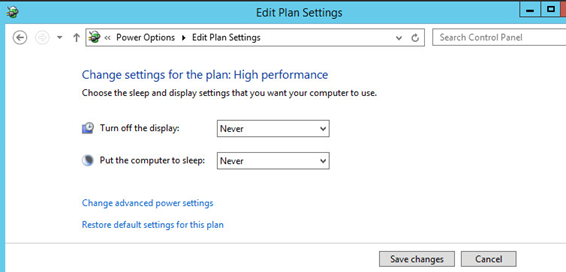 Edit Plan Settings
« Power Options Edit Plan Settings Search Control Panel
Change settings for the plan: High performance
Choose the sleep and display settings that you want your computer to use.
Turn off the display: Never
Put the computer to sleep: Never
Change advanced power settings
Restore default settings for this plan
Save changes Cancel